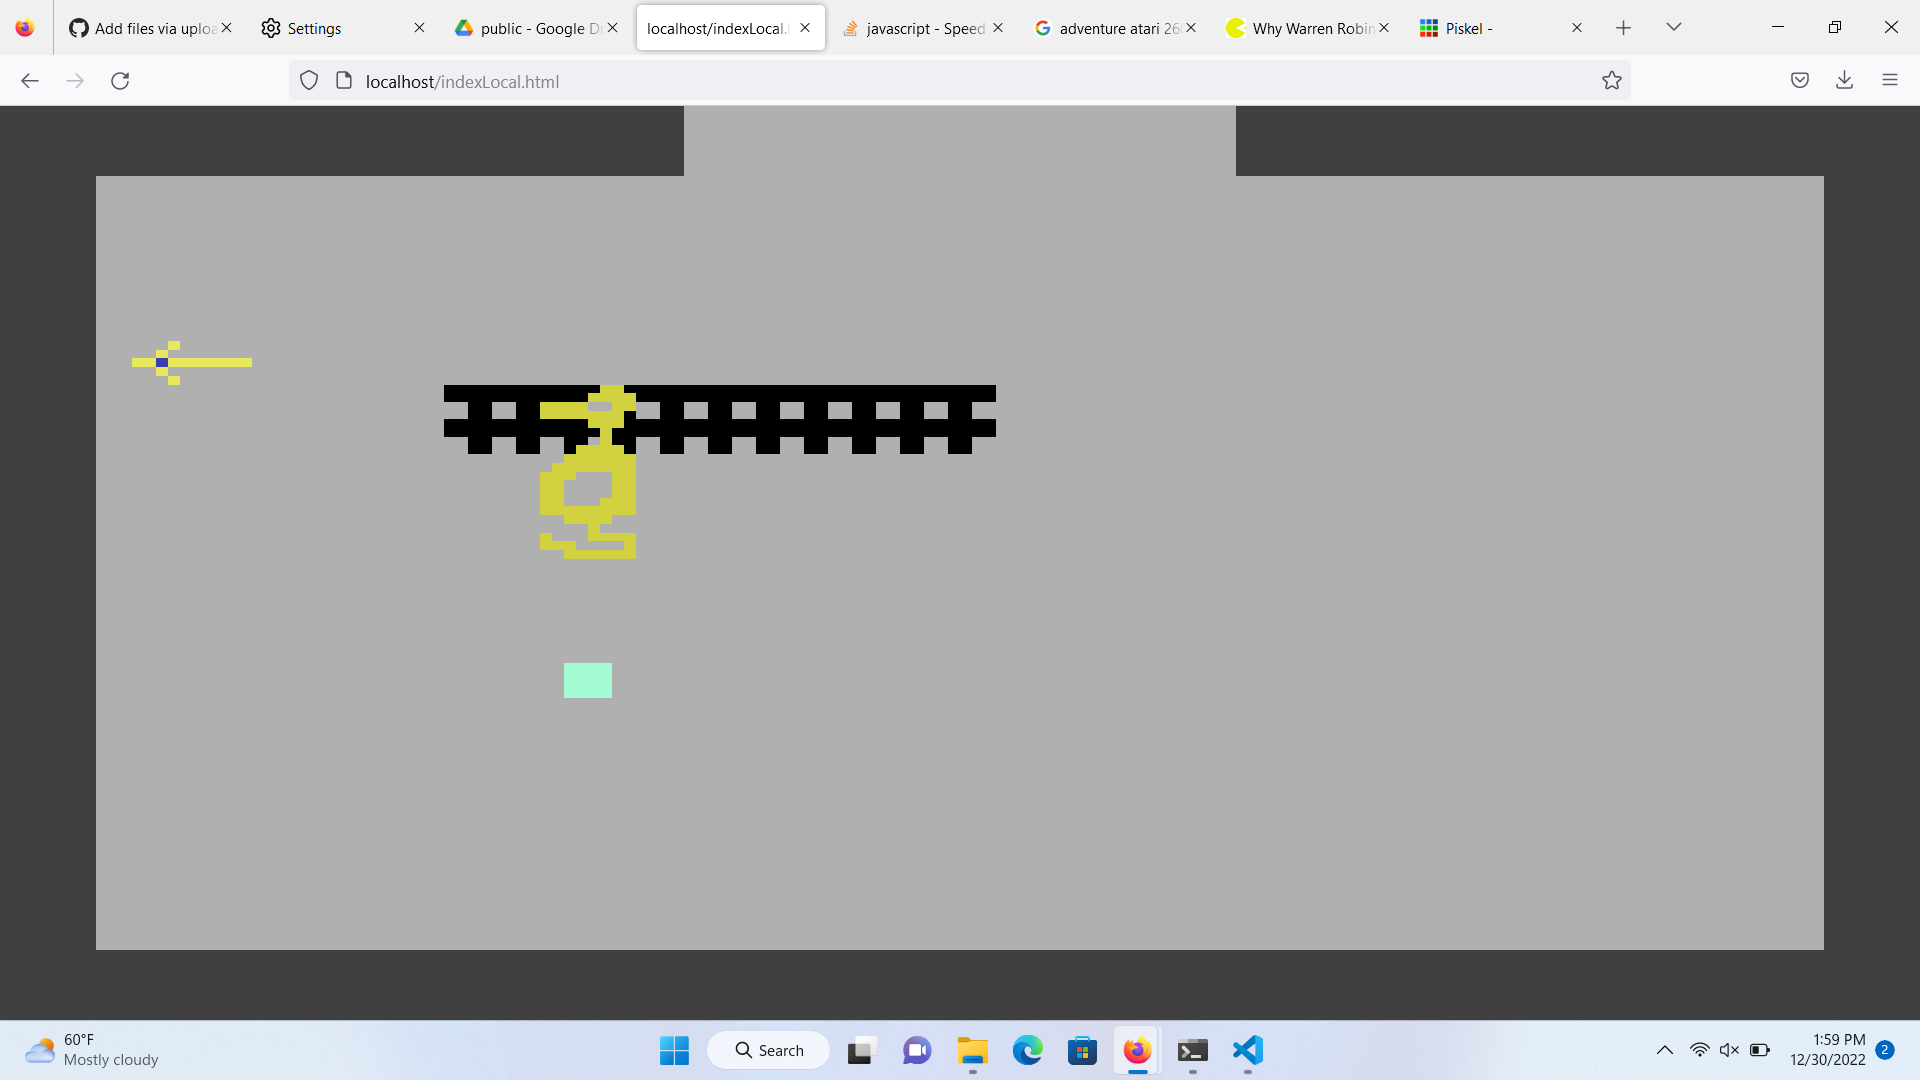 Add files via uploa
Settings
public - Google D
localhost/indexLocal.
javascript - Speed
adventure atari 26
Why Warren Robin
Piskel -
localhost/indexLocal.html
60°F
Mostly cloudy
Search
1:59 PM
12/30/2022
2